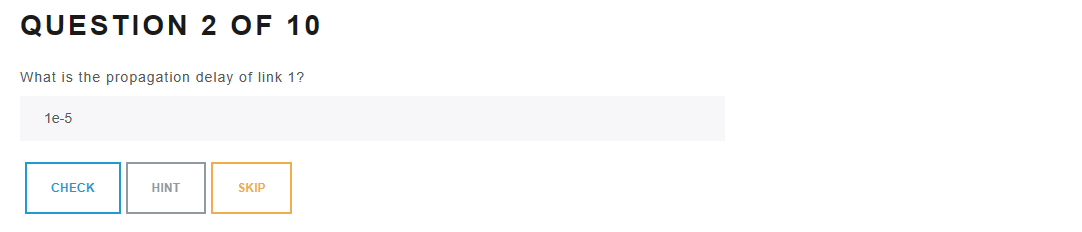 QUESTION 2 OF 10
What is the propagation delay of link 1?
1e-5
CHECK HINT SKIP